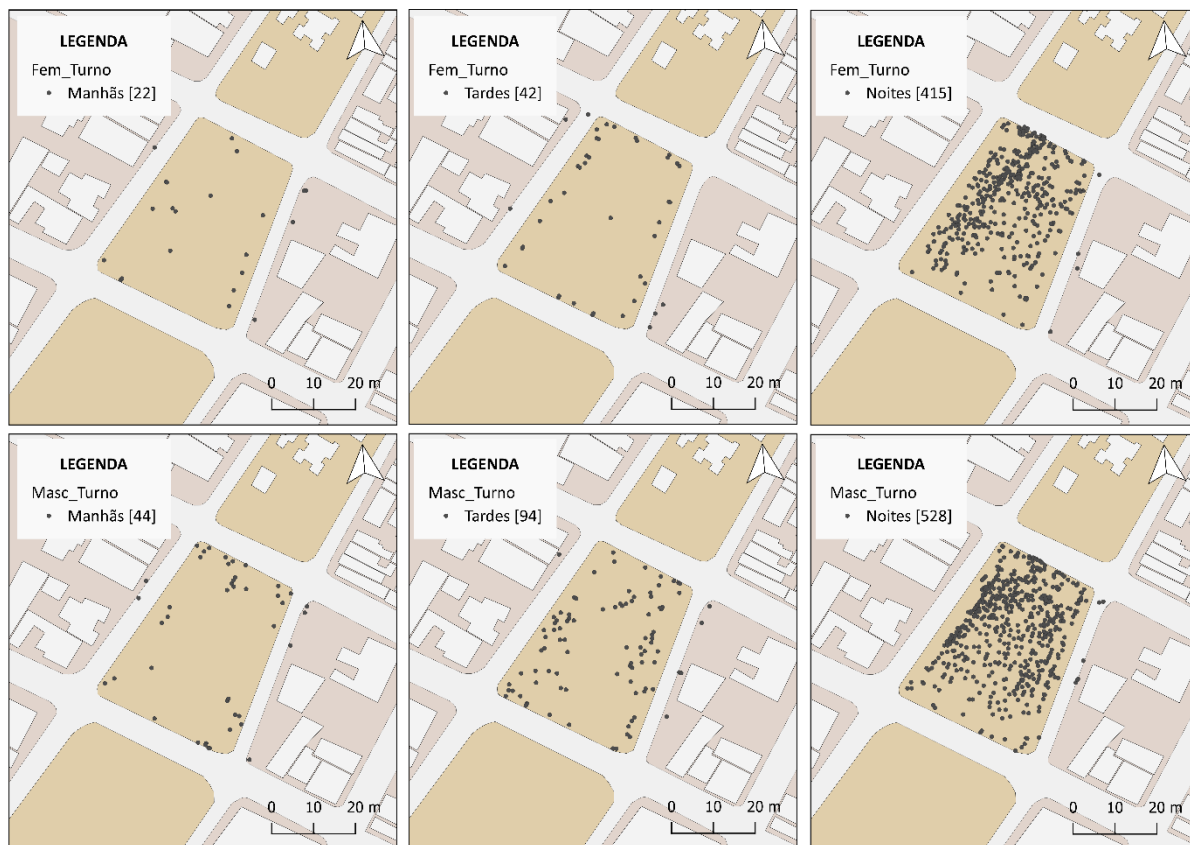 LEGENDA
Fem_Turno
Manhãs [22]
0 10 20 m
LEGENDA
Fem_Turno
Tardes [42]
0 10 20 m
LEGENDA
Fem_Turno
Noites [415]
0 10 20 m
LEGENDA
Masc_Turno
Manhãs [44]
0 10 20 m
LEGENDA
Masc_Turno
Tardes [94]
0 10 20 m
LEGENDA
Masc_Turno
Noites [528]
0 10 20 m